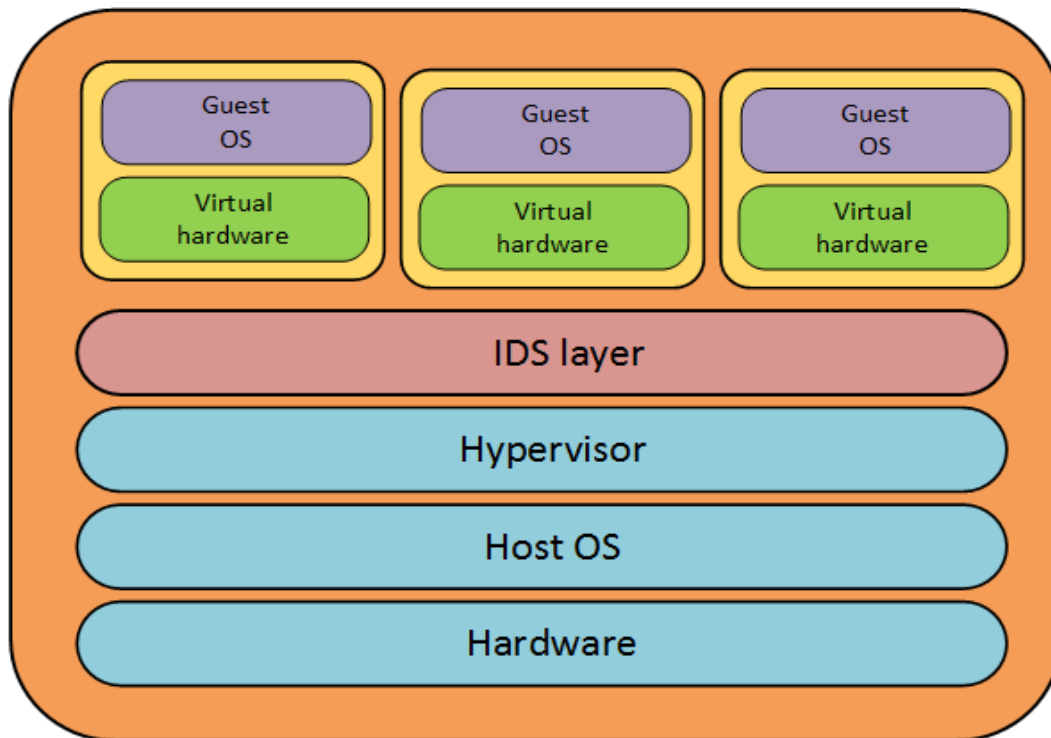 Guest
OS
Virtual
hardware
Guest
OS
Virtual
hardware
Guest
OS
Virtual
hardware
IDS layer
Hypervisor
Host OS
Hardware